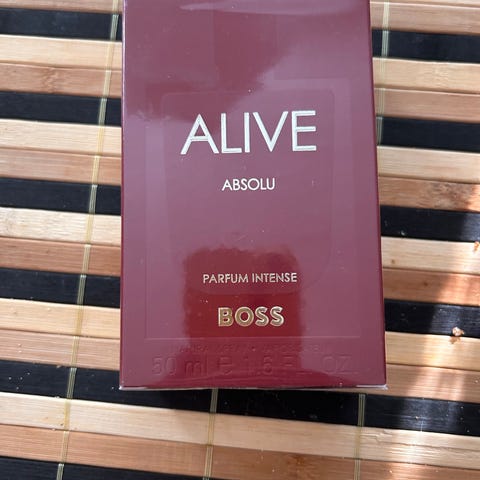 ALIVE
ABSOLU
PARFUM INTENSE
BOSS
50 ml e 1.6 FL. OZ.